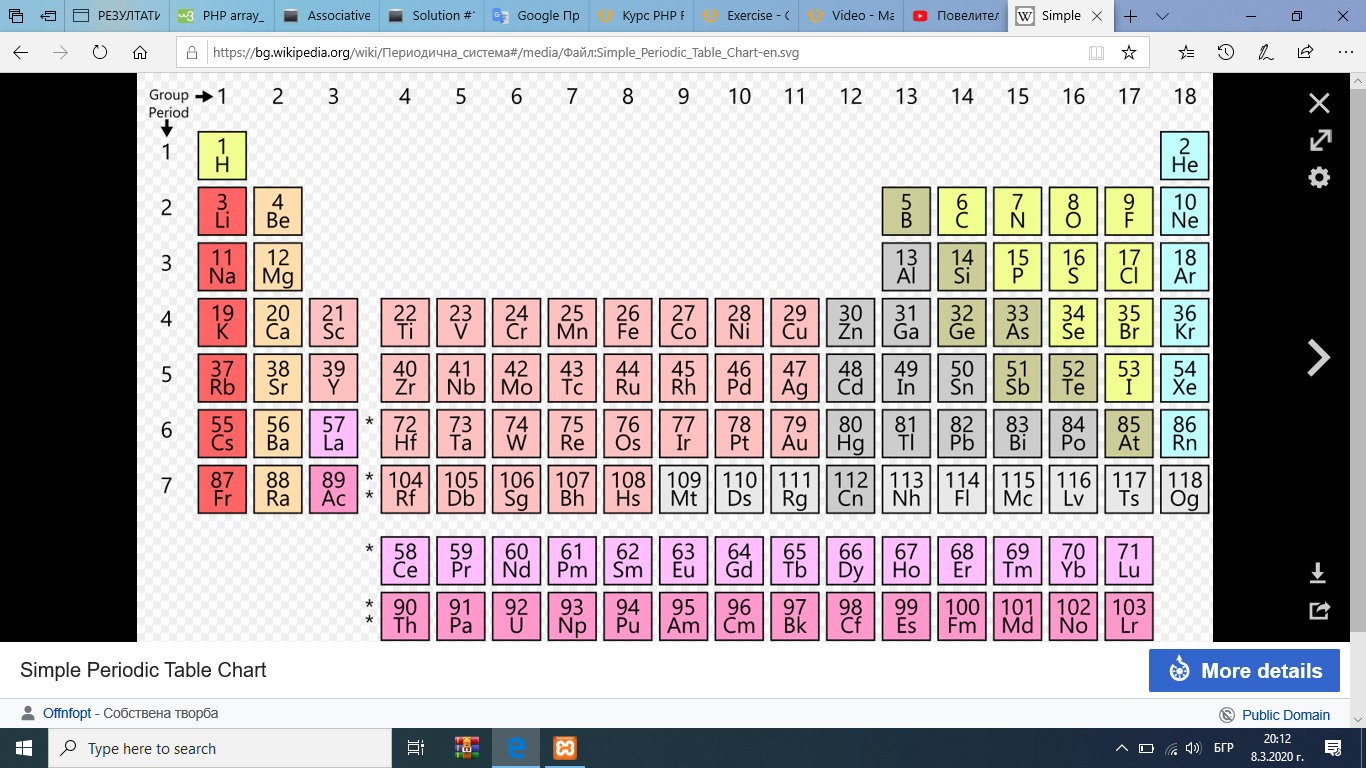 РЕЗУЛТАТИ
PHP array_
Associative
Solution #1
Google Пр
Курс PHP F
Exercise - C
Video - Ma
Повелител
Simple
https://bg.wikipedia.org/wiki/Периодична_система#/media/Файл:Simple_Periodic_Table_Chart-en.svg
Group 1 2 3 4 5 6 7 8 9 10 11 12 13 14 15 16 17 18
Period
1 1 2
H He
2 3 4 5 6 7 8 9 10
Li Be B C N O F Ne
3 11 12 13 14 15 16 17 18
Na Mg Al Si P S Cl Ar
4 19 20 21 22 23 24 25 26 27 28 29 30 31 32 33 34 35 36
K Ca Sc Ti V Cr Mn Fe Co Ni Cu Zn Ga Ge As Se Br Kr
5 37 38 39 40 41 42 43 44 45 46 47 48 49 50 51 52 53 54
Rb Sr Y Zr Nb Mo Tc Ru Rh Pd Ag Cd In Sn Sb Te I Xe
6 55 56 57 * 72 73 74 75 76 77 78 79 80 81 82 83 84 85 86
Cs Ba La Hf Ta W Re Os Ir Pt Au Hg Tl Pb Bi Po At Rn
7 87 88 89 * 104 105 106 107 108 109 110 111 112 113 114 115 116 117 118
Fr Ra Ac * Rf Db Sg Bh Hs Mt Ds Rg Cn Nh Fl Mc Lv Ts Og
* 58 59 60 61 62 63 64 65 66 67 68 69 70 71
Ce Pr Nd Pm Sm Eu Gd Tb Dy Ho Er Tm Yb Lu
* 90 91 92 93 94 95 96 97 98 99 100 101 102 103
* Th Pa U Np Pu Am Cm Bk Cf Es Fm Md No Lr
Simple Periodic Table Chart
More details
Offnfopt - Собствена творба
Public Domain
Type here to search
БГР
20:12
8.3.2020 г.